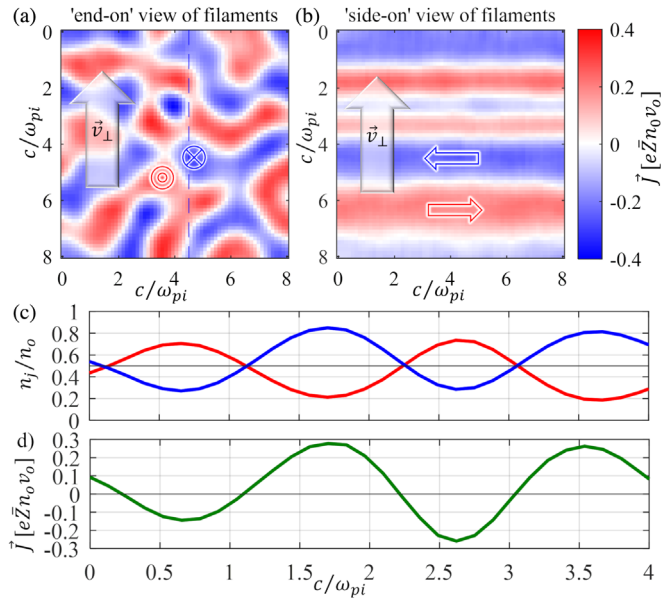 (a) 'end-on' view of filaments
(b) 'side-on' view of filaments
0
2
4
6
8
c/ω_pi
v⃗⊥
0 2 4 6 8
c/ω_pi
0
2
4
6
8
c/ω_pi
v⃗⊥
0 2 4 6 8
c/ω_pi
0.4
0.2
0
-0.2
-0.4
J⃗ [eZ̄n₀v₀]
(c)
1
0.8
0.6
0.4
0.2
0
n_j/n_o
d)
0.3
0.2
0.1
0
-0.1
-0.2
-0.3
J⃗ [eZ̄n_ov_o]
0 0.5 1 1.5 2 2.5 3 3.5 4
c/ω_pi